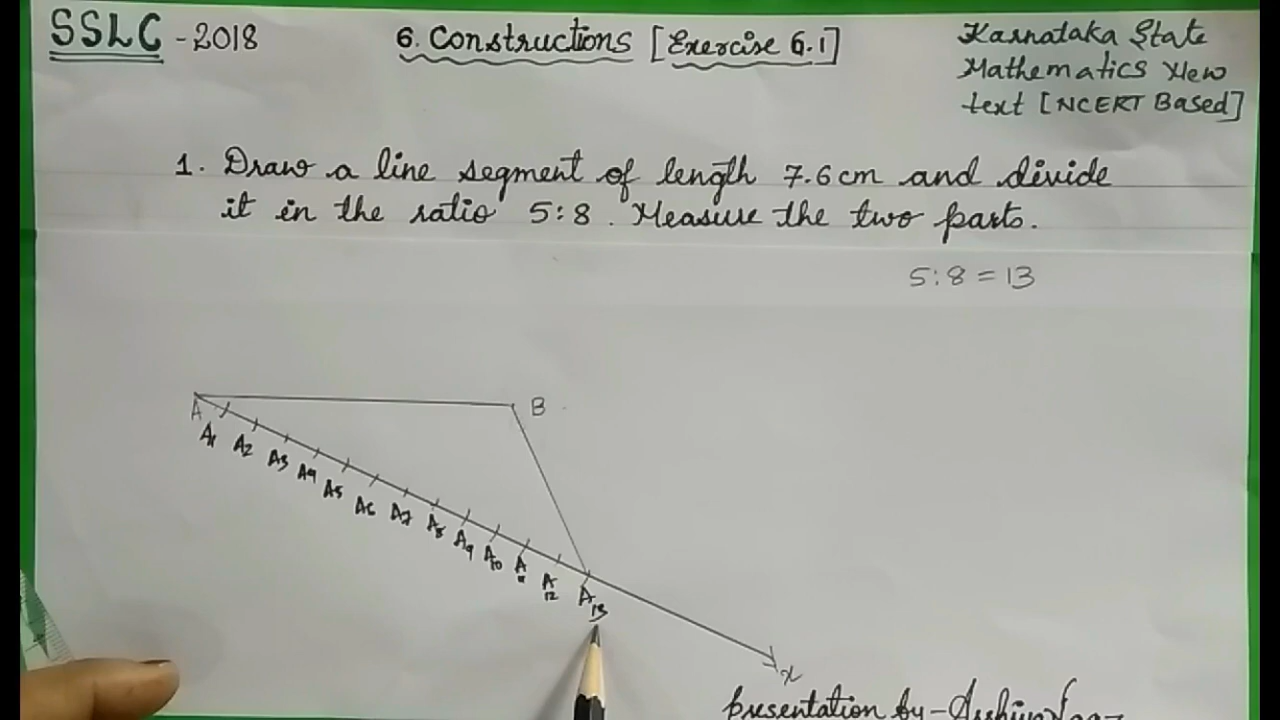 SSLC - 2018
6. Constructions [Exercise 6.1]
Karnataka State
Mathematics New
text [NCERT Based]
1. Draw a line segment of length 7.6 cm and divide
it in the ratio 5:8. Measure the two parts.
5:8 = 13
A
B
A1 A2 A3 A4 A5 A6 A7 A8 A9 A10 A11 A12 A13
X
presentation by -